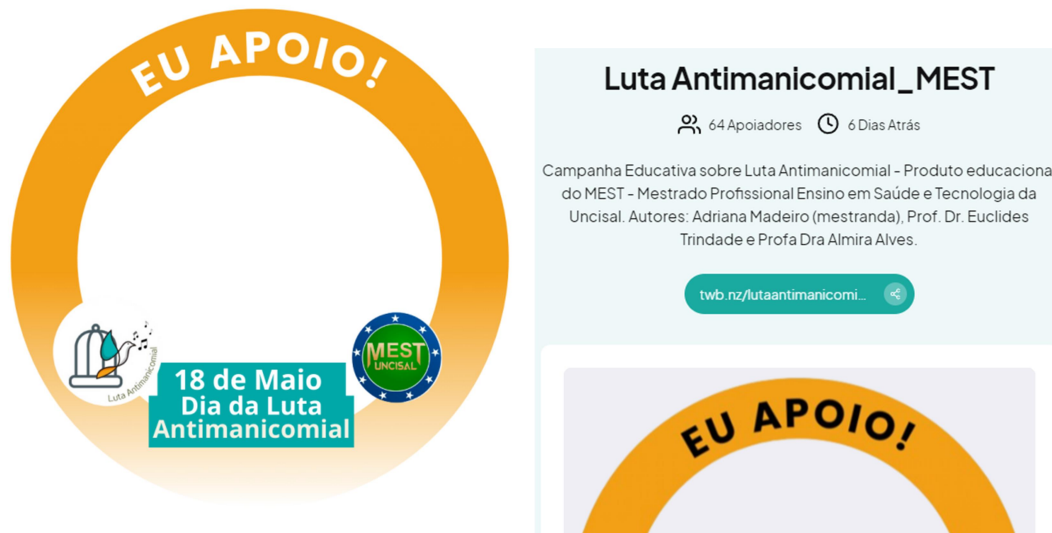 EU APOIO!
Luta Antimanicomial
MEST
UNCISAL
18 de Maio
Dia da Luta
Antimanicomial
Luta Antimanicomial_MEST
64 Apoiadores 6 Dias Atrás
Campanha Educativa sobre Luta Antimanicomial - Produto educaciona
do MEST - Mestrado Profissional Ensino em Saúde e Tecnologia da
Uncisal. Autores: Adriana Madeiro (mestranda), Prof. Dr. Euclides
Trindade e Profa Dra Almira Alves.
twb.nz/lutaantimanicomi...
EU APOIO!